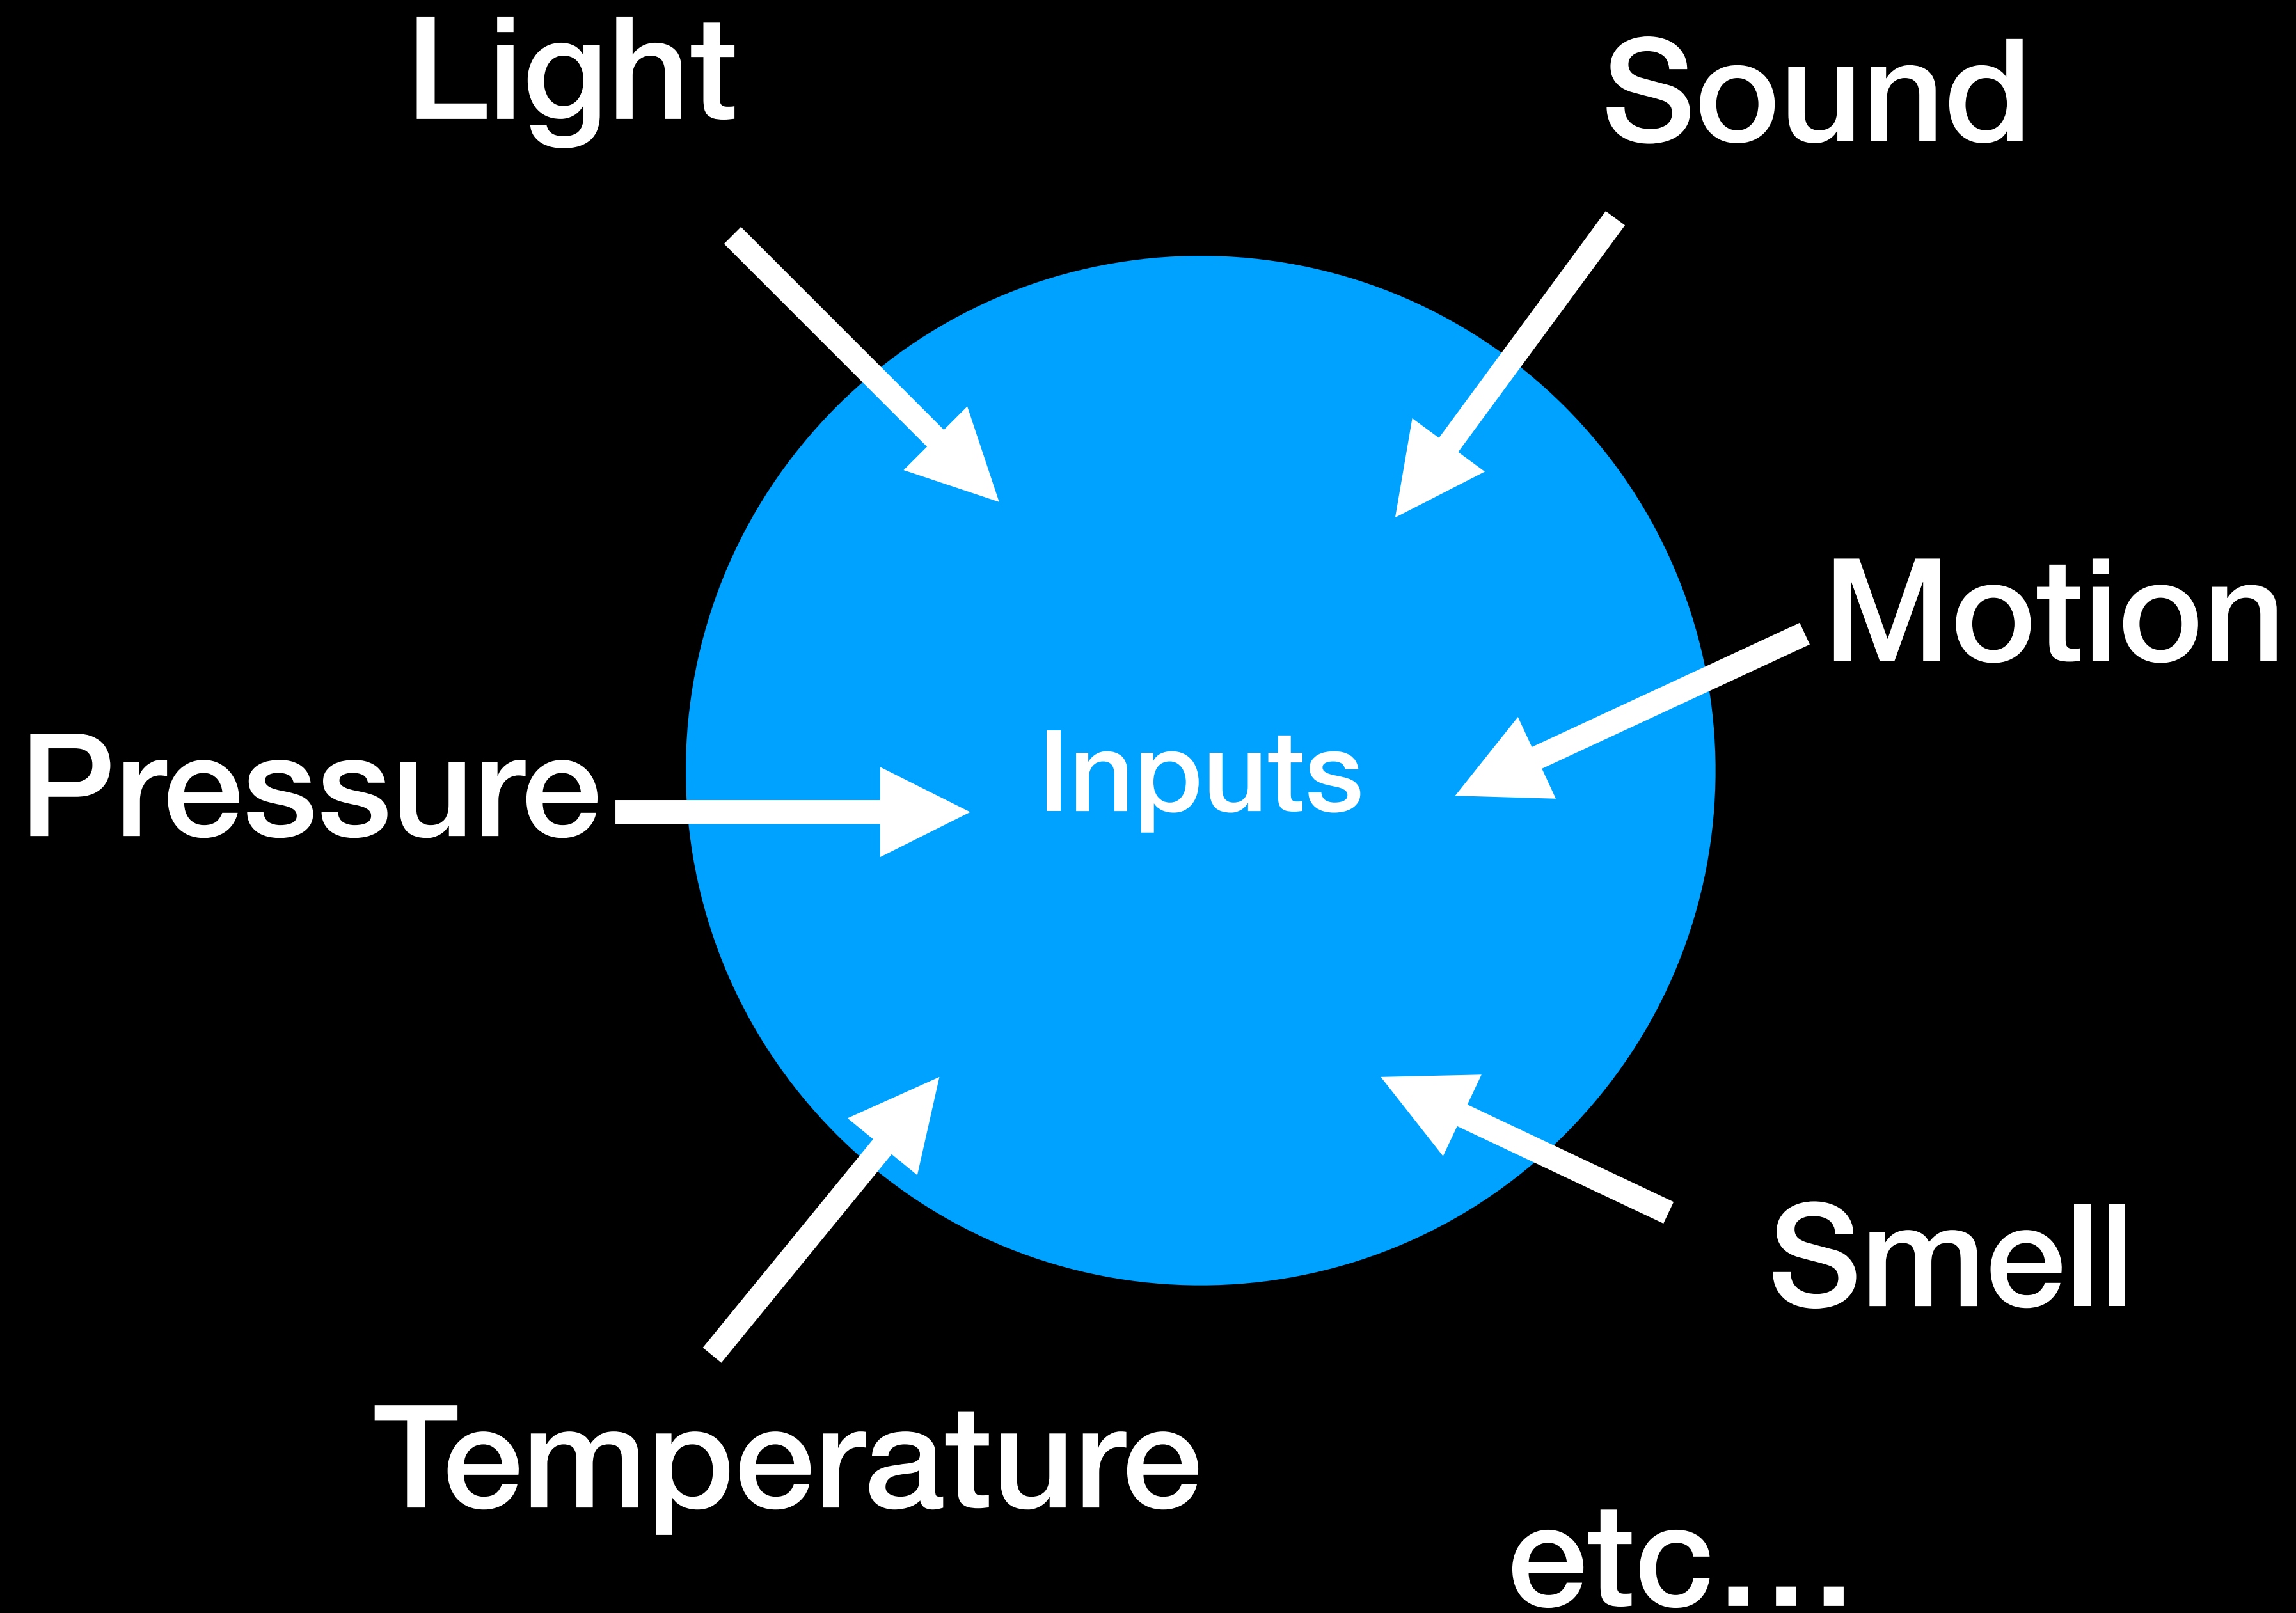 Light
Sound
Motion
Pressure
Inputs
Smell
Temperature
etc...